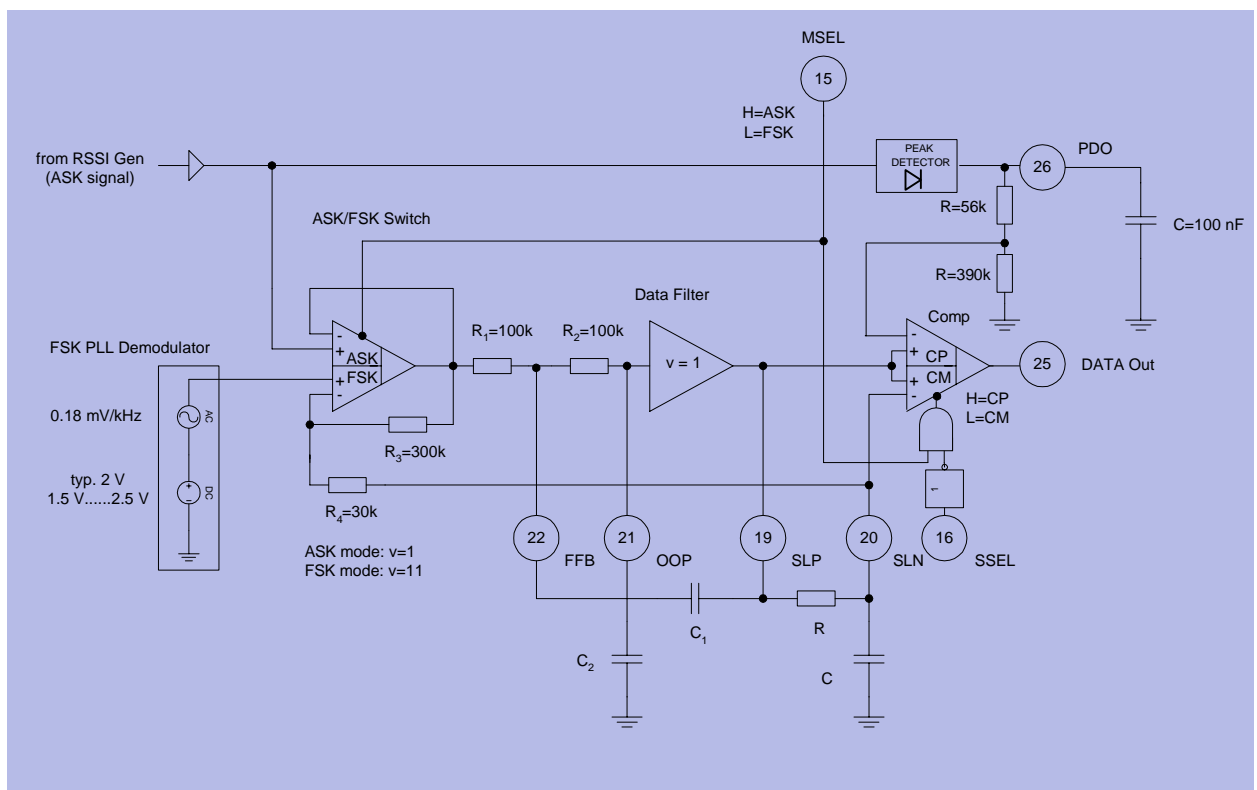 MSEL
15
H=ASK
L=FSK
from RSSI Gen
(ASK signal)
PEAK
DETECTOR
PDO
26
R=56k
C=100 nF
R=390k
ASK/FSK Switch
Data Filter
Comp
FSK PLL Demodulator
R1=100k
R2=100k
-
+
ASK
FSK
+
-
v = 1
-
+
CP
CM
+
-
25
DATA Out
H=CP
L=CM
0.18 mV/kHz
AC
R3=300k
typ. 2 V
1.5 V......2.5 V
DC
+
-
R4=30k
1
ASK mode: v=1
FSK mode: v=11
22
FFB
21
OOP
19
SLP
20
SLN
16
SSEL
C1
R
C2
C